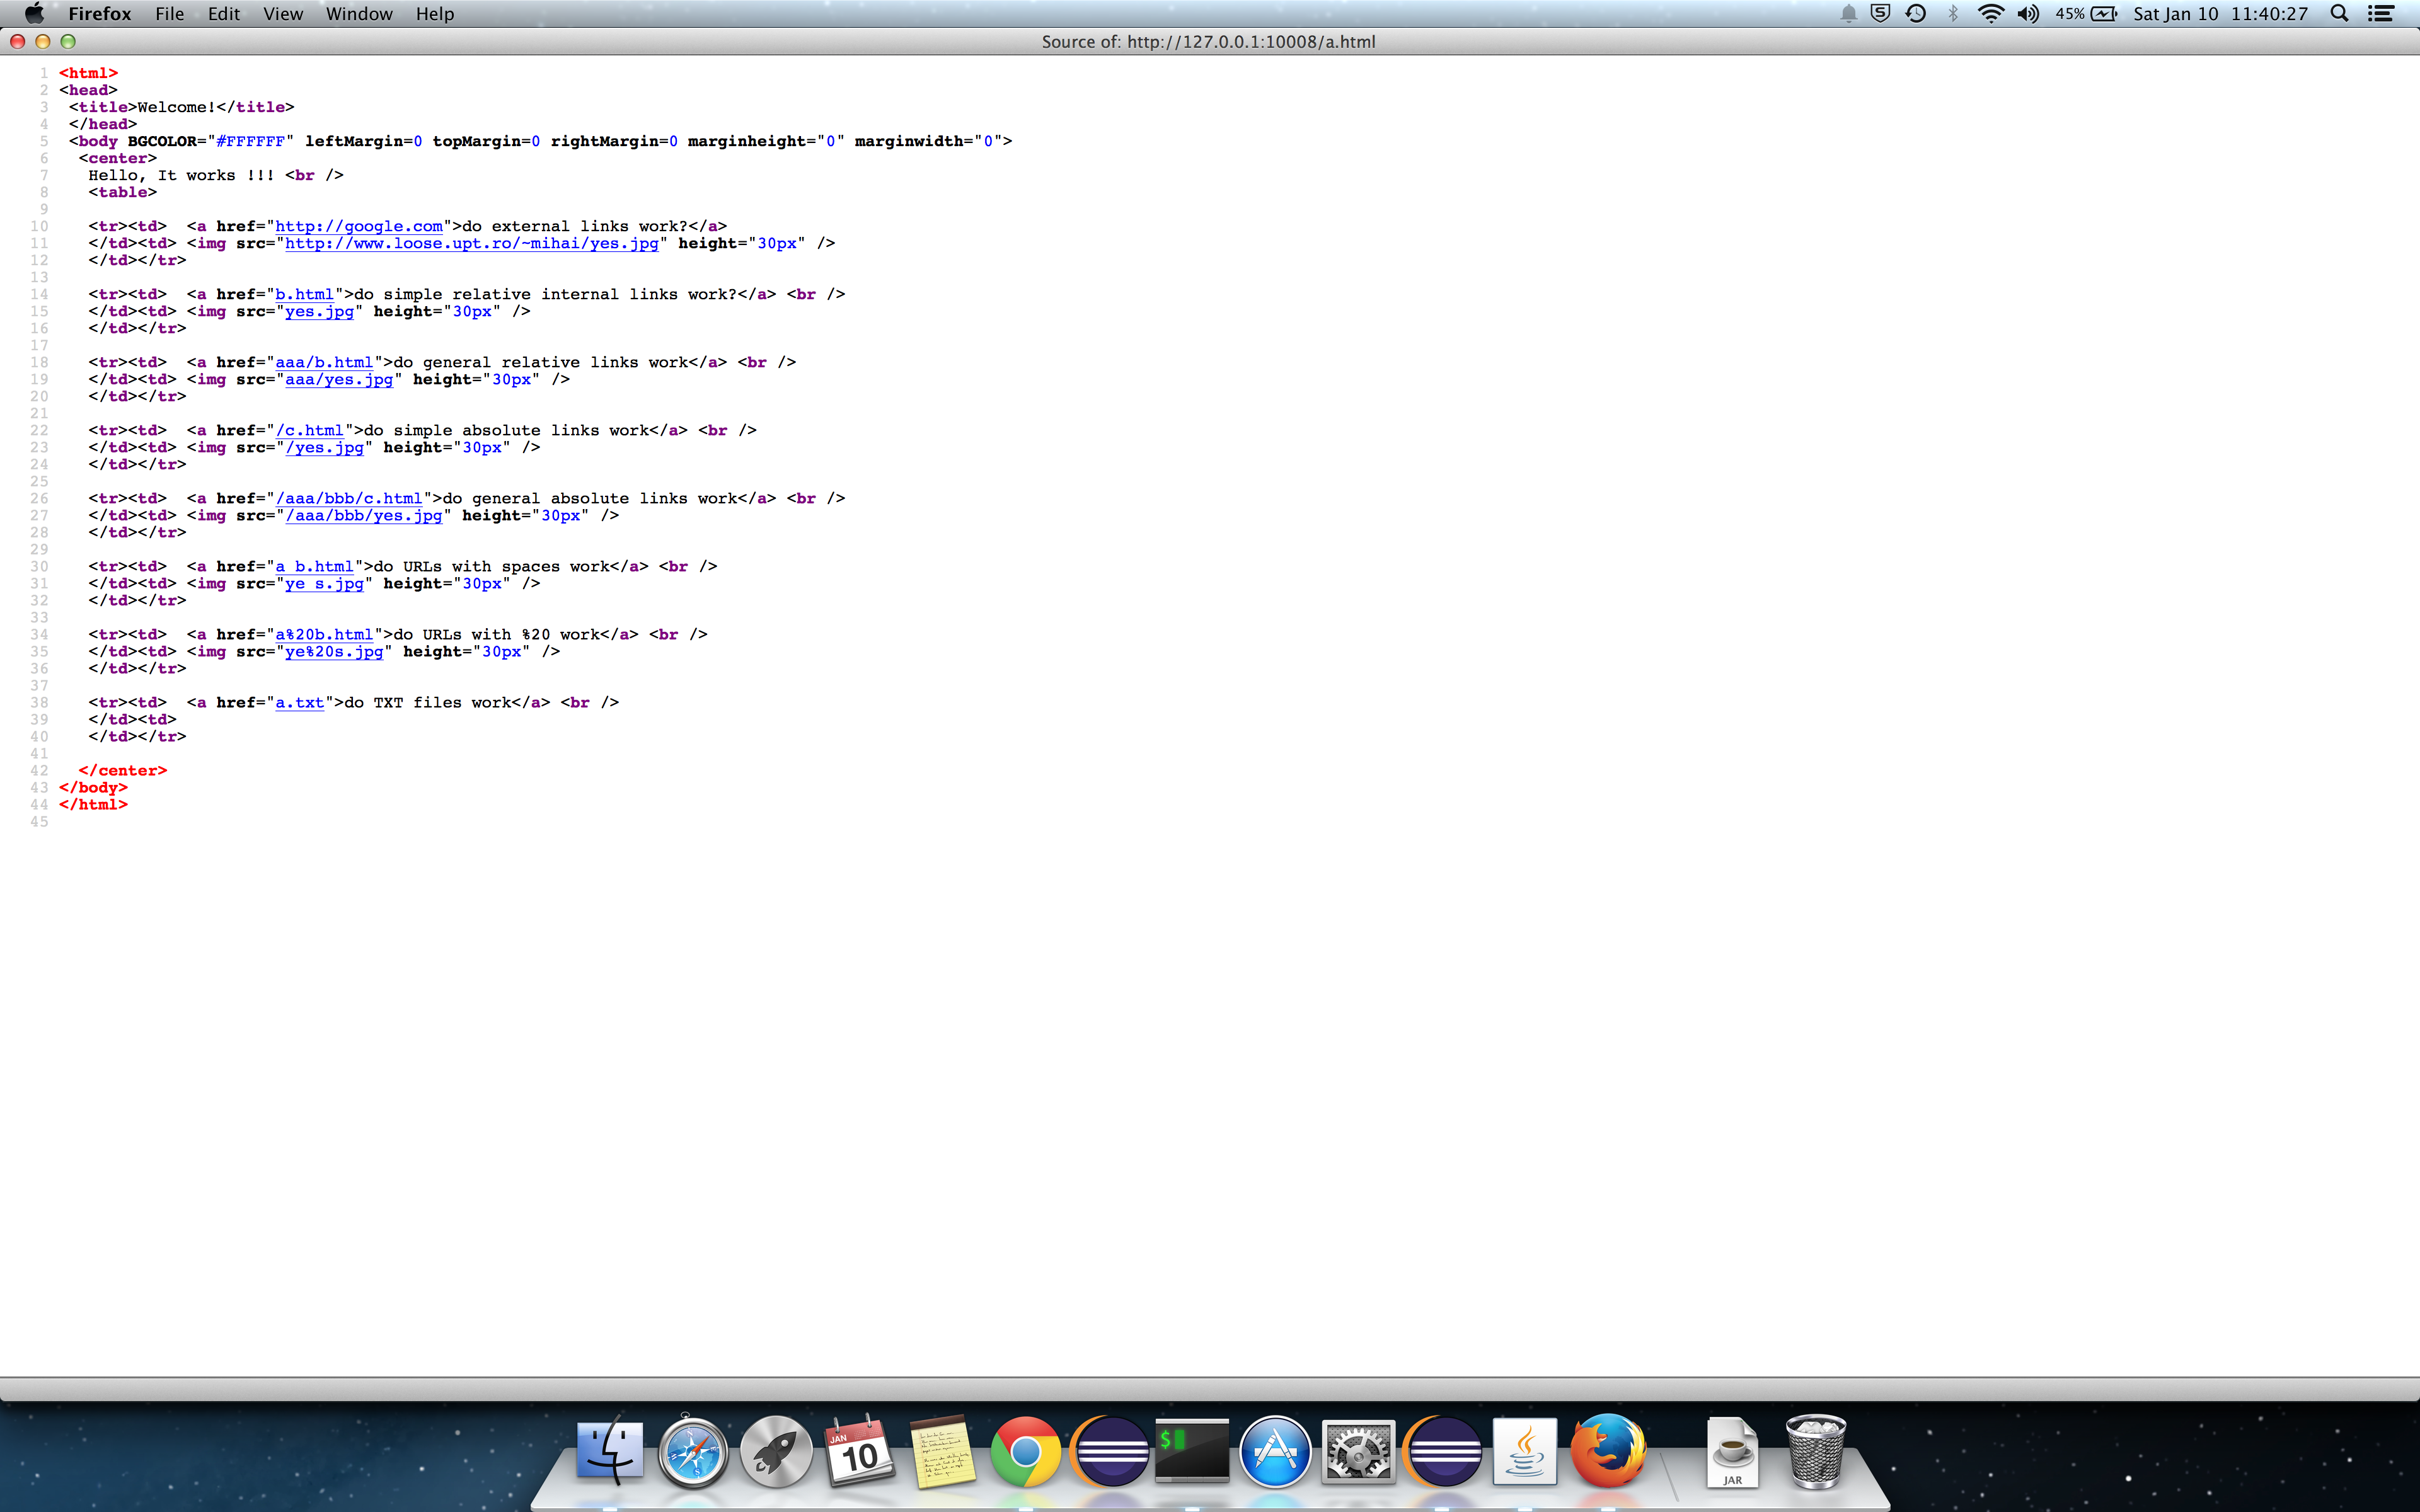 Firefox File Edit View Window Help 45% Sat Jan 10 11:40:27
Source of: http://127.0.0.1:10008/a.html
1 <html>
2 <head>
3 <title>Welcome!</title>
4 </head>
5 <body BGCOLOR="#FFFFFF" leftMargin=0 topMargin=0 rightMargin=0 marginheight="0" marginwidth="0">
6 <center>
7 Hello, It works !!! <br />
8 <table>
9
10 <tr><td>  <a href="http://google.com">do external links work?</a>
11 </td><td> <img src="http://www.loose.upt.ro/~mihai/yes.jpg" height="30px" />
12 </td></tr>
13
14 <tr><td>  <a href="b.html">do simple relative internal links work?</a> <br />
15 </td><td> <img src="yes.jpg" height="30px" />
16 </td></tr>
17
18 <tr><td>  <a href="aaa/b.html">do general relative links work</a> <br />
19 </td><td> <img src="aaa/yes.jpg" height="30px" />
20 </td></tr>
21
22 <tr><td>  <a href="/c.html">do simple absolute links work</a> <br />
23 </td><td> <img src="/yes.jpg" height="30px" />
24 </td></tr>
25
26 <tr><td>  <a href="/aaa/bbb/c.html">do general absolute links work</a> <br />
27 </td><td> <img src="/aaa/bbb/yes.jpg" height="30px" />
28 </td></tr>
29
30 <tr><td>  <a href="a b.html">do URLs with spaces work</a> <br />
31 </td><td> <img src="ye s.jpg" height="30px" />
32 </td></tr>
33
34 <tr><td>  <a href="a%20b.html">do URLs with %20 work</a> <br />
35 </td><td> <img src="ye%20s.jpg" height="30px" />
36 </td></tr>
37
38 <tr><td>  <a href="a.txt">do TXT files work</a> <br />
39 </td><td>
40 </td></tr>
41
42 </center>
43 </body>
44 </html>
45
JAN
10
$
JAR